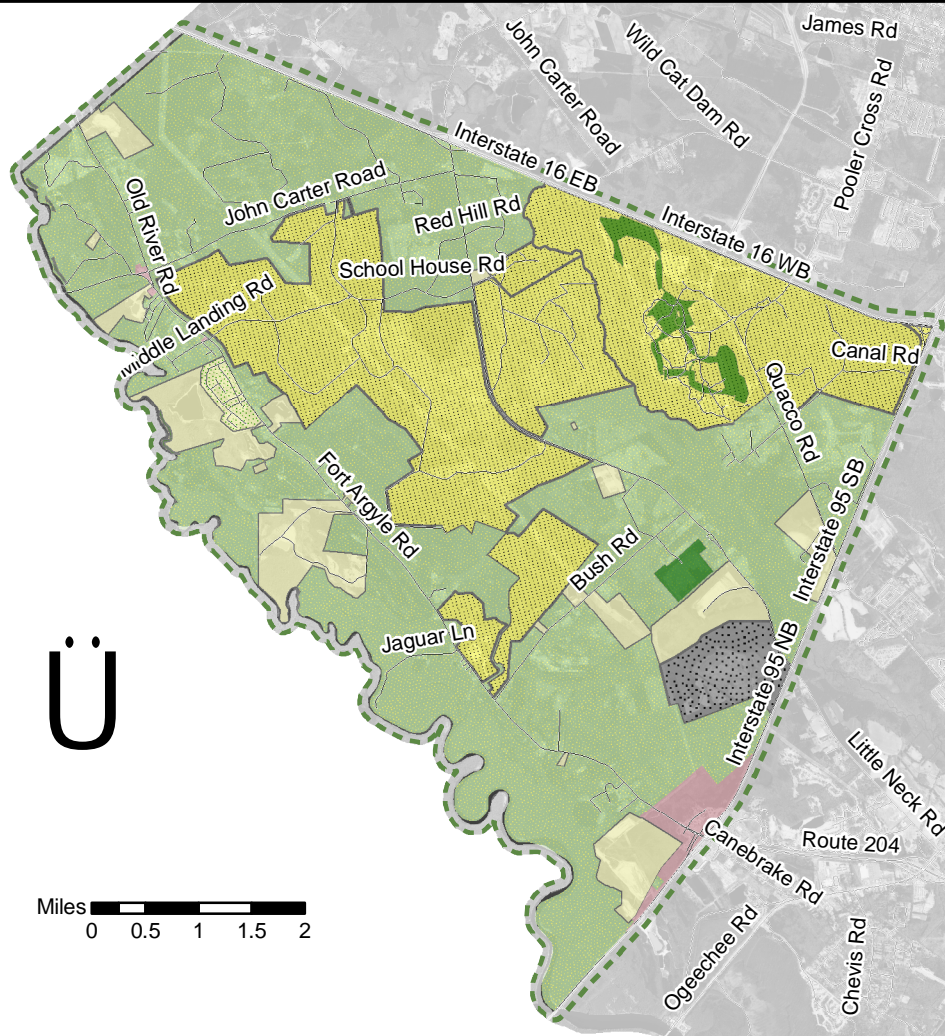 James Rd
John Carter Road
Wild Cat Dam Rd
Pooler Cross Rd
Interstate 16 EB
Old River Rd
John Carter Road
Red Hill Rd
Interstate 16 WB
School House Rd
Middle Landing Rd
Canal Rd
Quacco Rd
Fort Argyle Rd
Interstate 95 SB
Bush Rd
Jaguar Ln
Ü
Interstate 95 NB
Little Neck Rd
Canebrake Rd
Route 204
Miles
0 0.5 1 1.5 2
Ogeechee Rd
Chevis Rd